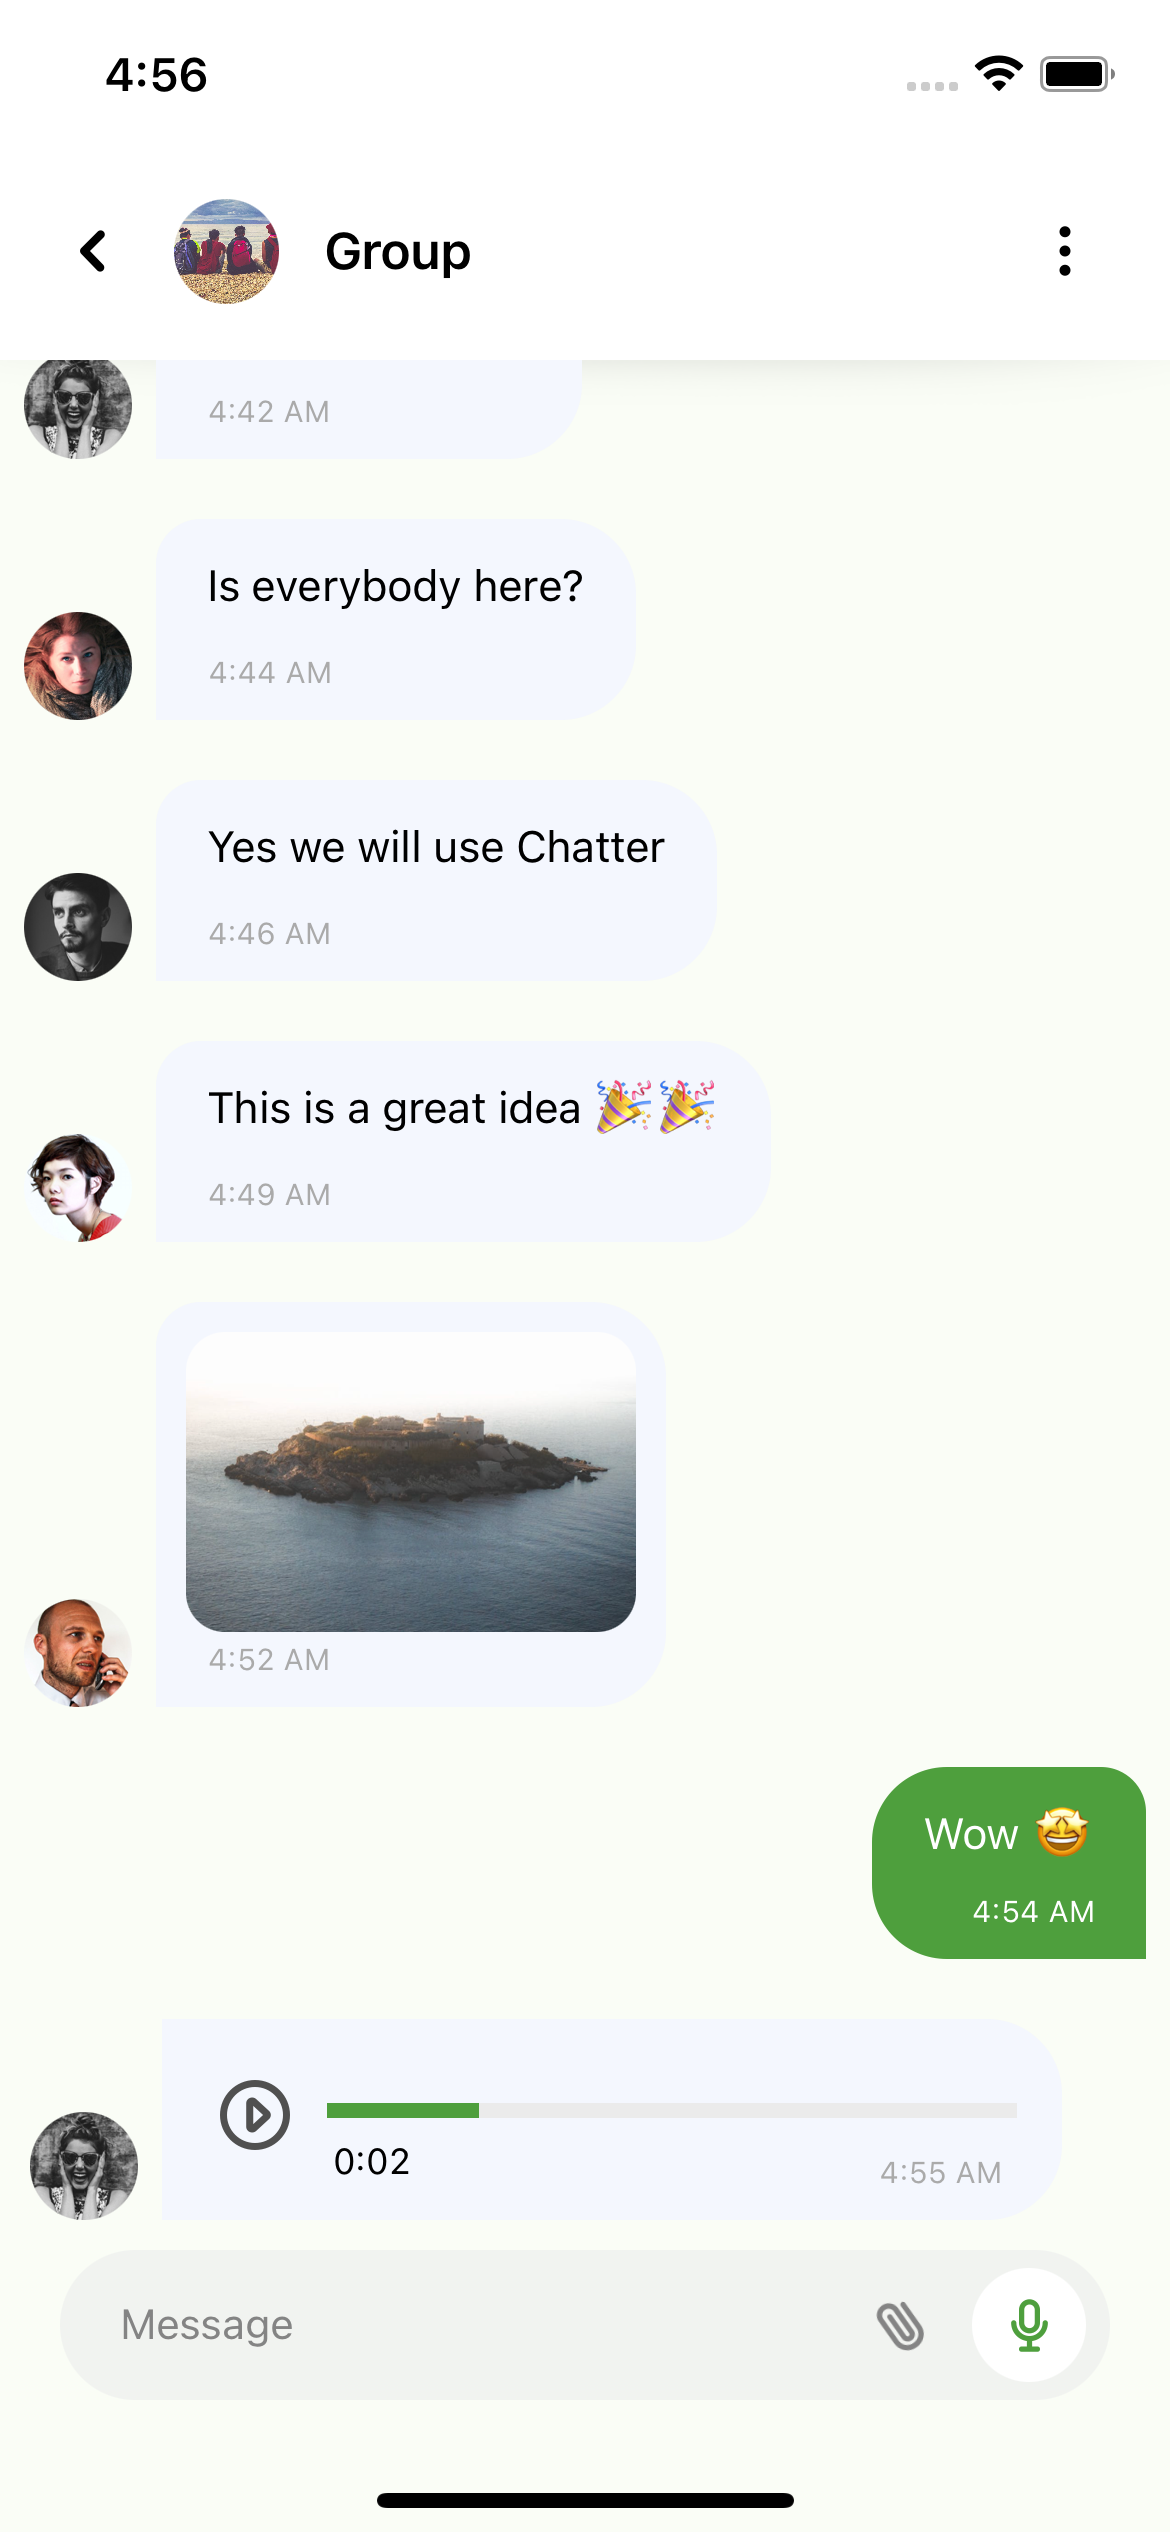 4:56
Group
4:42 AM
Is everybody here?
4:44 AM
Yes we will use Chatter
4:46 AM
This is a great idea 🎉🎉
4:49 AM
4:52 AM
Wow 🤩
4:54 AM
0:02
4:55 AM
Message